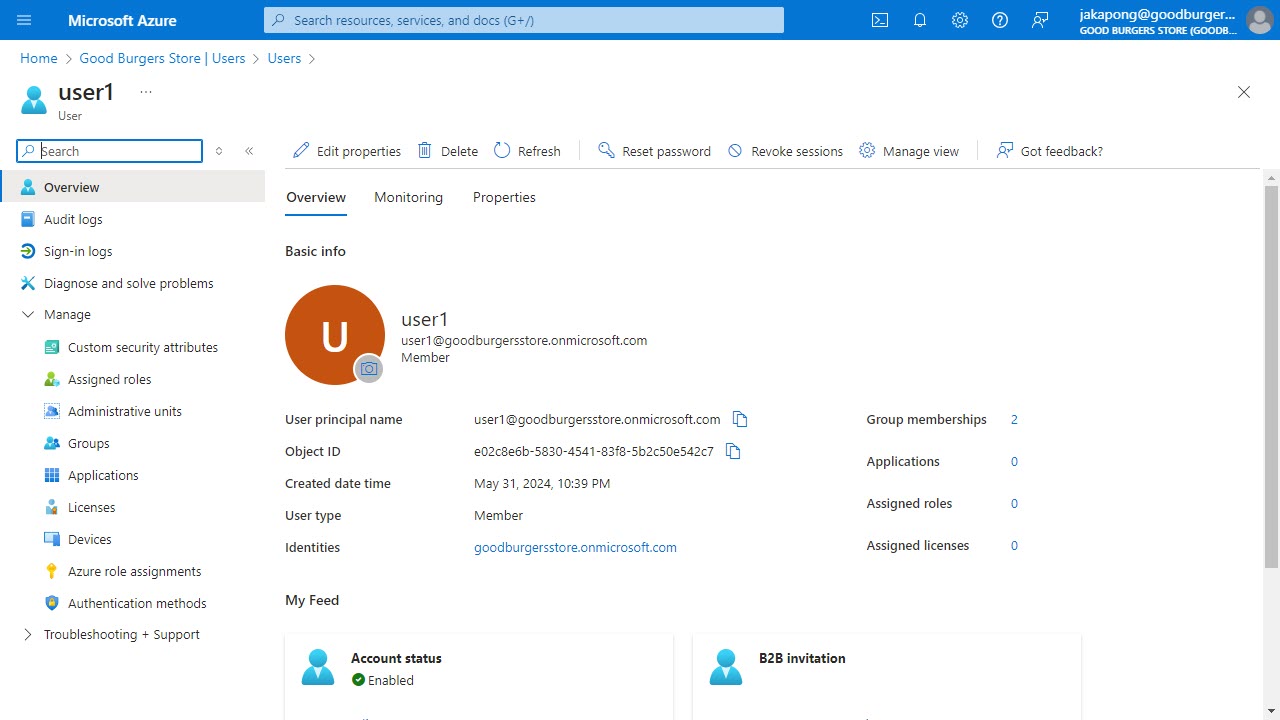 Microsoft Azure
Search resources, services, and docs (G+/)
jakapong@goodburger...
GOOD BURGERS STORE (GOODB...
Home > Good Burgers Store | Users > Users >
user1 ...
User
Search
Edit properties Delete Refresh Reset password Revoke sessions Manage view Got feedback?
Overview
Audit logs
Sign-in logs
Diagnose and solve problems
Manage
Custom security attributes
Assigned roles
Administrative units
Groups
Applications
Licenses
Devices
Azure role assignments
Authentication methods
Troubleshooting + Support
Overview Monitoring Properties
Basic info
U
user1
user1@goodburgersstore.onmicrosoft.com
Member
User principal name user1@goodburgersstore.onmicrosoft.com
Object ID e02c8e6b-5830-4541-83f8-5b2c50e542c7
Created date time May 31, 2024, 10:39 PM
User type Member
Identities goodburgersstore.onmicrosoft.com
Group memberships 2
Applications 0
Assigned roles 0
Assigned licenses 0
My Feed
Account status
Enabled
B2B invitation